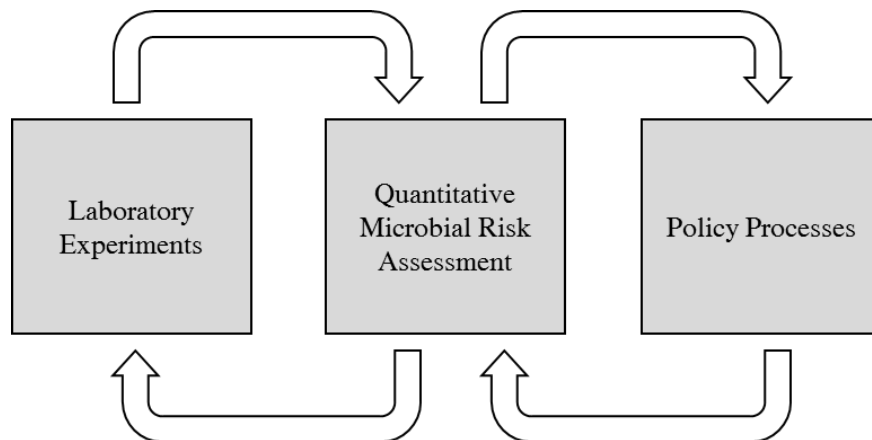 Laboratory
Experiments
Quantitative
Microbial Risk
Assessment
Policy Processes